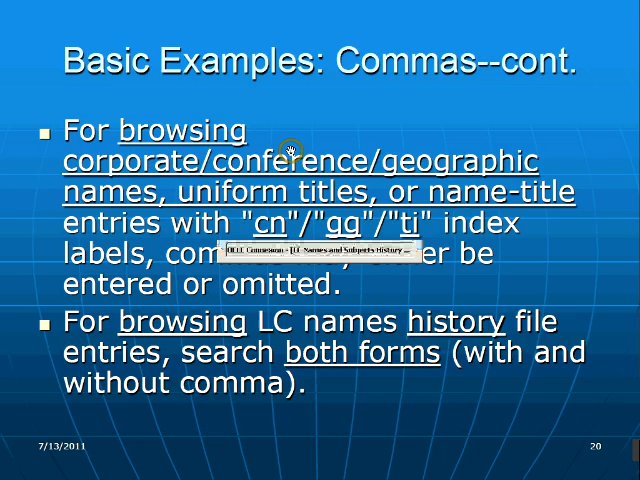 Basic Examples: Commas--cont.
For browsing
corporate/conference/geographic
names, uniform titles, or name-title
entries with "cn"/"gg"/"ti" index
labels, be
OCLC Connexion - [LC Names and Subjects History ...
entered or omitted.
For browsing LC names history file
entries, search both forms (with and
without comma).
7/13/2011
20